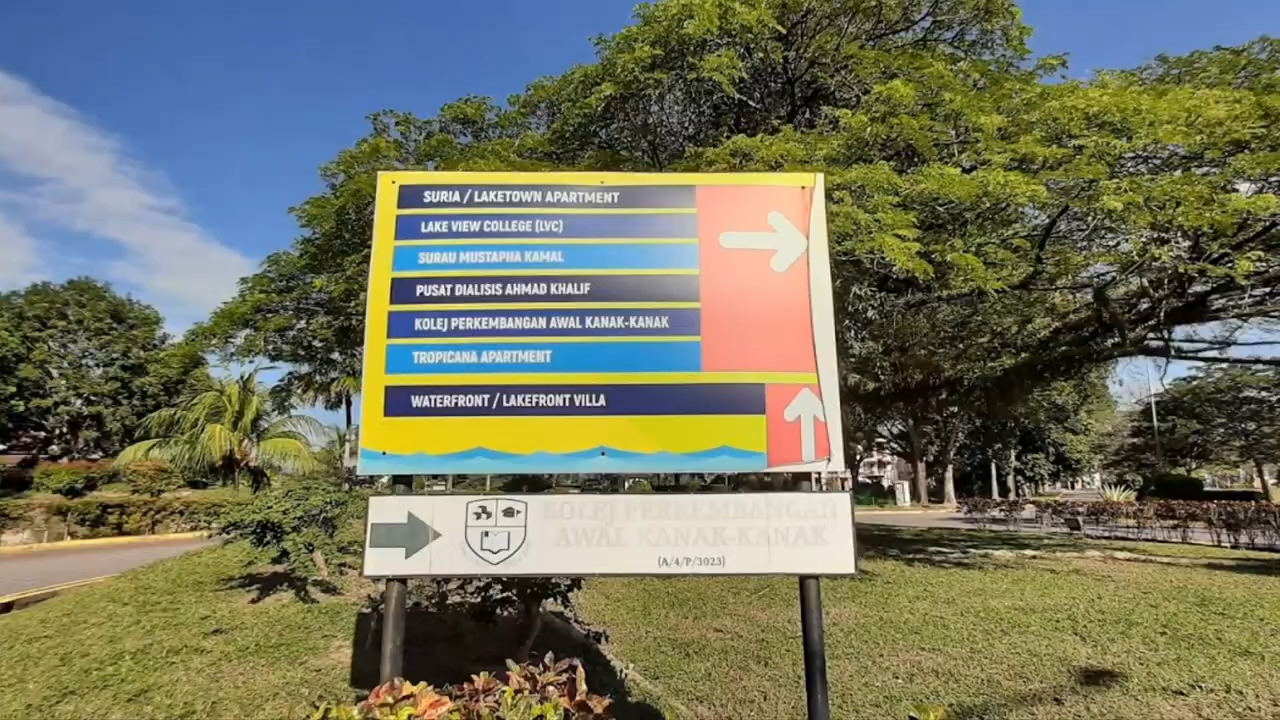 SURIA / LAKETOWN APARTMENT
LAKE VIEW COLLEGE (LVC)
SURAU MUSTAPHA KAMAL
PUSAT DIALISIS AHMAD KHALIF
KOLEJ PERKEMBANGAN AWAL KANAK-KANAK
TROPICANA APARTMENT
WATERFRONT / LAKEFRONT VILLA
KOLEJ PERKEMBANGAN
AWAL KANAK-KANAK
(A/4/P/3023)